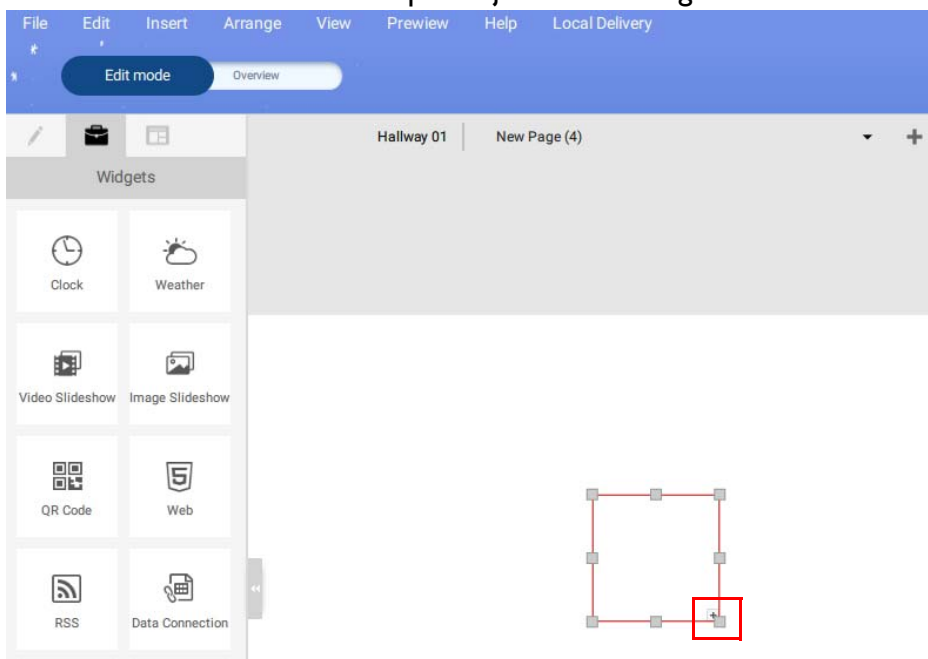 File Edit Insert Arrange View Prewiew Help Local Delivery
Edit mode Overview
Hallway 01 New Page (4)
Widgets
Clock Weather
Video Slideshow Image Slideshow
QR Code Web
RSS Data Connection